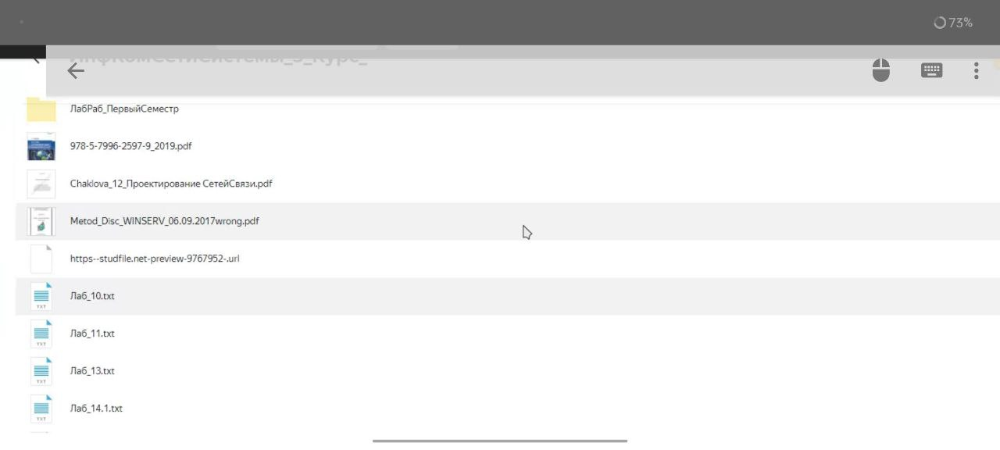 73%
ИнфКомСетиСистемы_3_Курс_
ЛабРаб_ПервыйСеместр
978-5-7996-2597-9_2019.pdf
Chaklova_12_Проектирование СетейСвязи.pdf
Metod_Disc_WINSERV_06.09.2017wrong.pdf
https--studfile.net-preview-9767952-.url
Лаб_10.txt
TXT
Лаб_11.txt
TXT
Лаб_13.txt
TXT
Лаб_14.1.txt
TXT